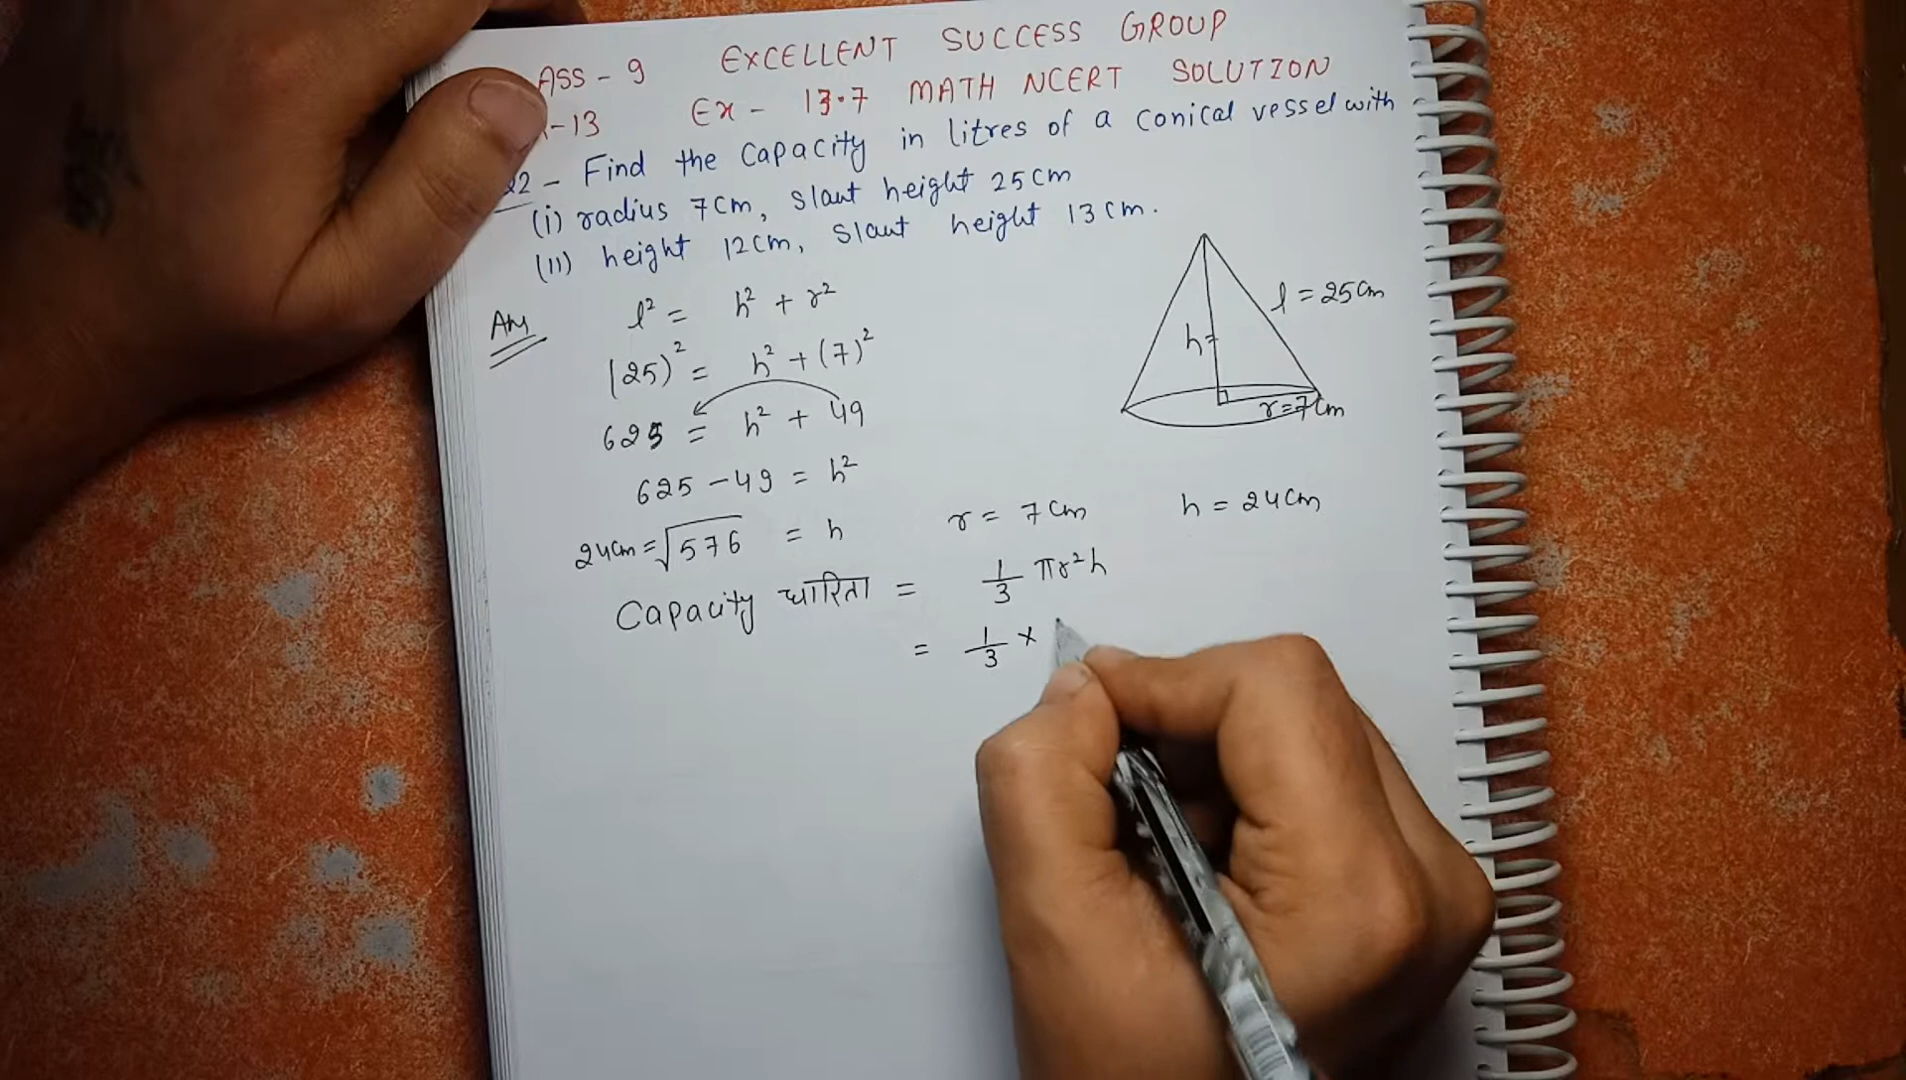 ASS - 9 EXCELLENT SUCCESS GROUP
-13 Ex - 13.7 MATH NCERT SOLUTION
22 - Find the Capacity in litres of a Conical vessel with
(i) radius 7cm, slant height 25cm
(ii) height 12cm, slant height 13cm.
Ans l² = h² + r²
(25)² = h² + (7)²
625 = h² + 49
625 - 49 = h²
24cm = √576 = h
l = 25cm
h =
r = 7cm
r = 7cm h = 24cm
Capacity धारिता = 1/3 πr²h
= 1/3 ×